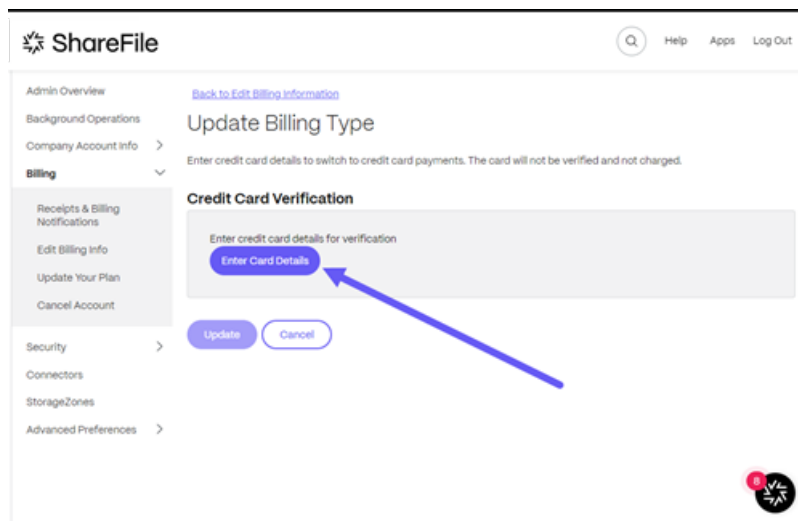 ShareFile
Help Apps Log Out
Admin Overview
Background Operations
Company Account Info
Billing
Receipts & Billing
Notifications
Edit Billing Info
Update Your Plan
Cancel Account
Security
Connectors
StorageZones
Advanced Preferences
Back to Edit Billing Information
Update Billing Type
Enter credit card details to switch to credit card payments. The card will not be verified and not charged.
Credit Card Verification
Enter credit card details for verification
Enter Card Details
Update Cancel
8